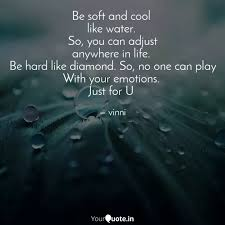 Be soft and cool
like water.
So, you can adjust
anywhere in life.
Be hard like diamond. So, no one can play
With your emotions.
Just for U
- vinni
YourQuote.in